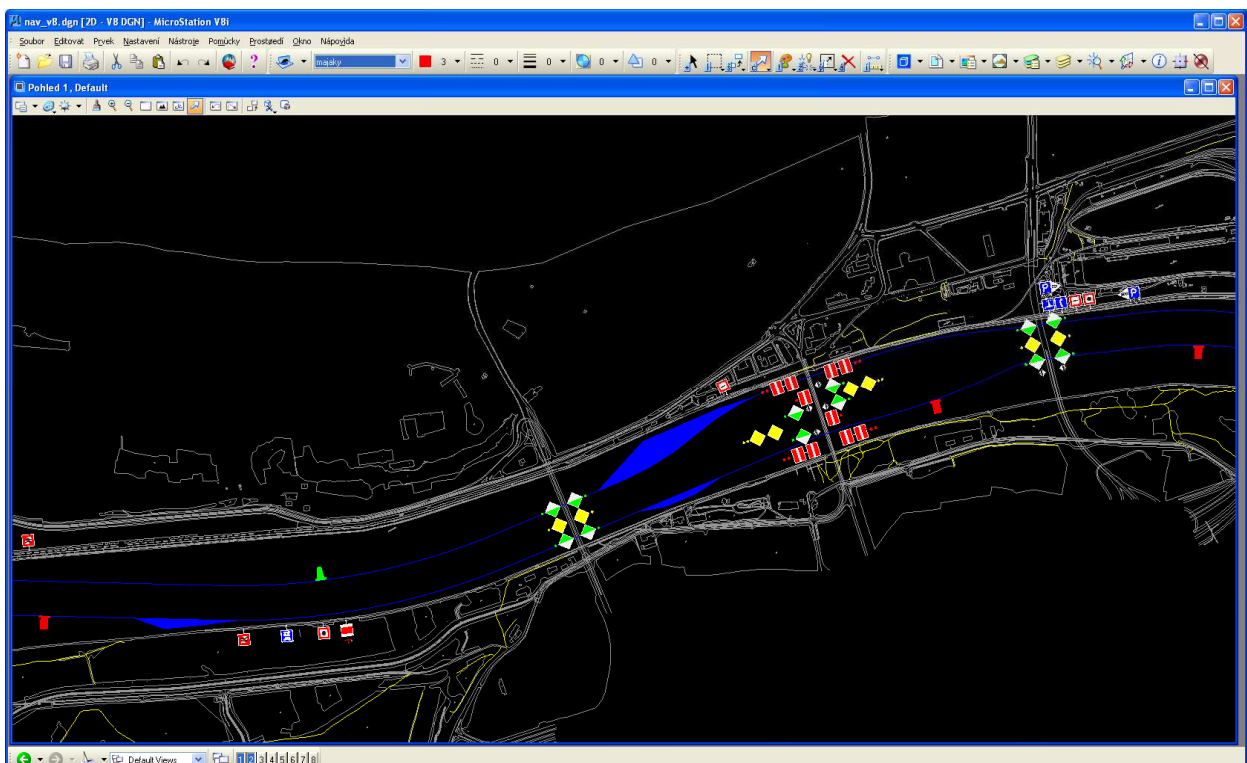 nav_v8.dgn [2D - V8 DGN] - MicroStation V8i
Soubor Editovat Prvek Nastavení Nástroje Pomůcky Prostředí Okno Nápověda
majaky 3 0 0 0 0
Pohled 1, Default
P P
Default Views 1 2 3 4 5 6 7 8